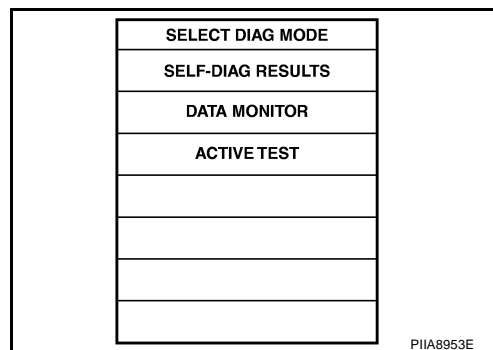 SELECT DIAG MODE
SELF-DIAG RESULTS
DATA MONITOR
ACTIVE TEST
PIIA8953E